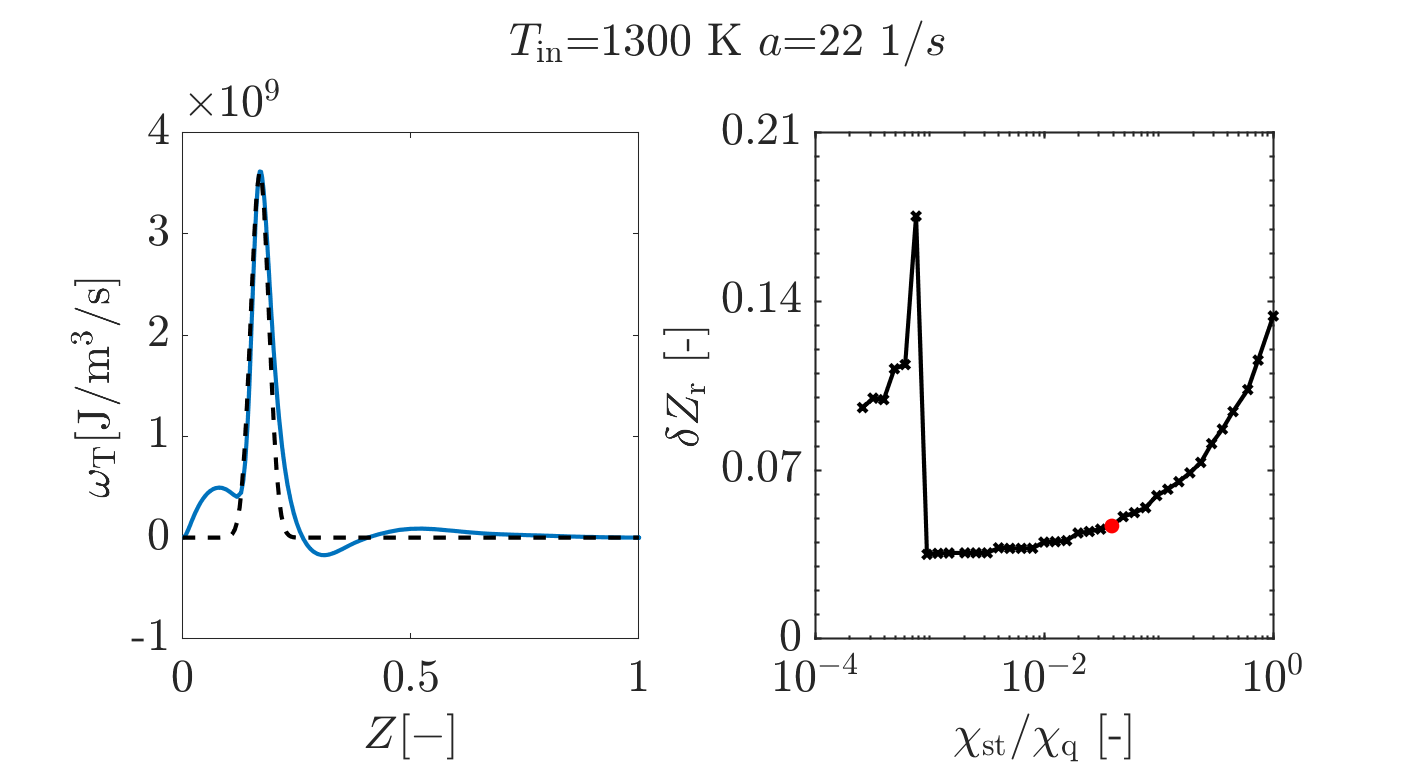 T_in=1300 K a=22 1/s
×10^9
4
3
2
1
0
-1
0 0.5 1
Z[−]
ω_T[J/m^3/s]
0.21
0.14
0.07
0
10^−4 10^−2 10^0
χ_st/χ_q [-]
δZ_r [-]